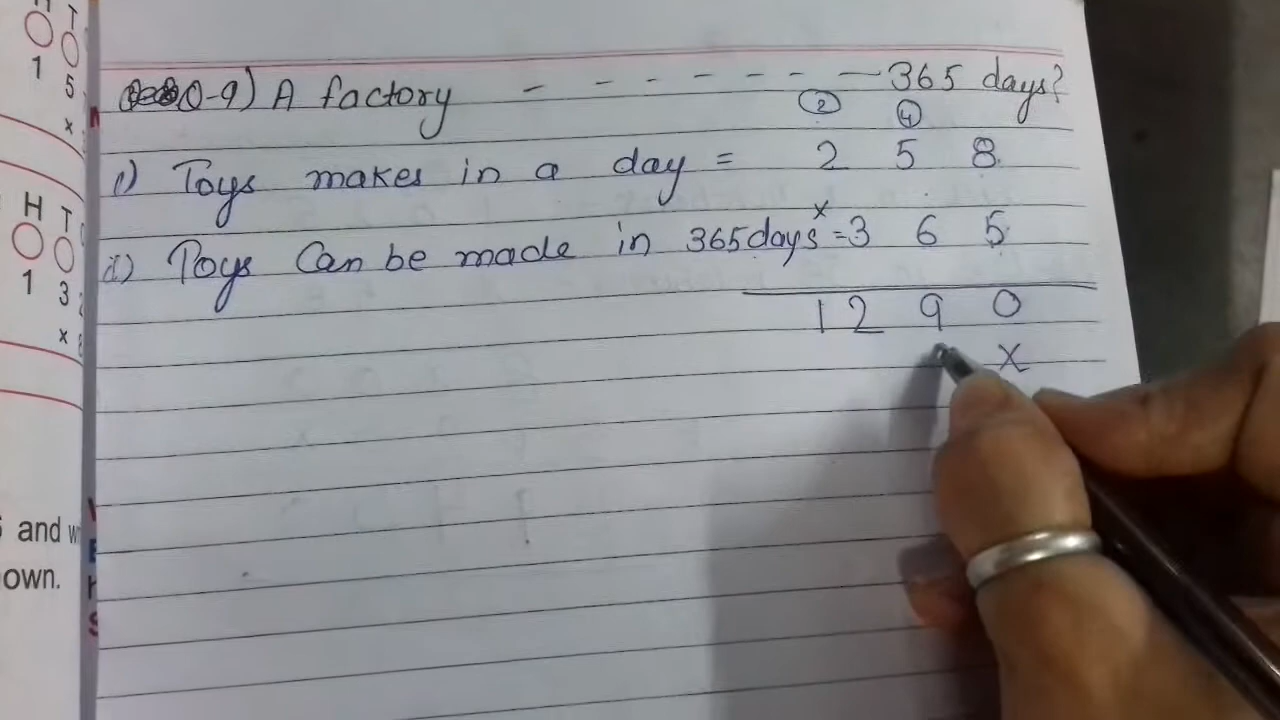 Q-9) A factory - - - - - - — 365 days?
2 4
i) Toys makes in a day = 2 5 8
ii) Toys Can be made in 365 days = × 3 6 5
1 2 9 0
x
H T
1 5
x
H T
1 3
x
and
own.